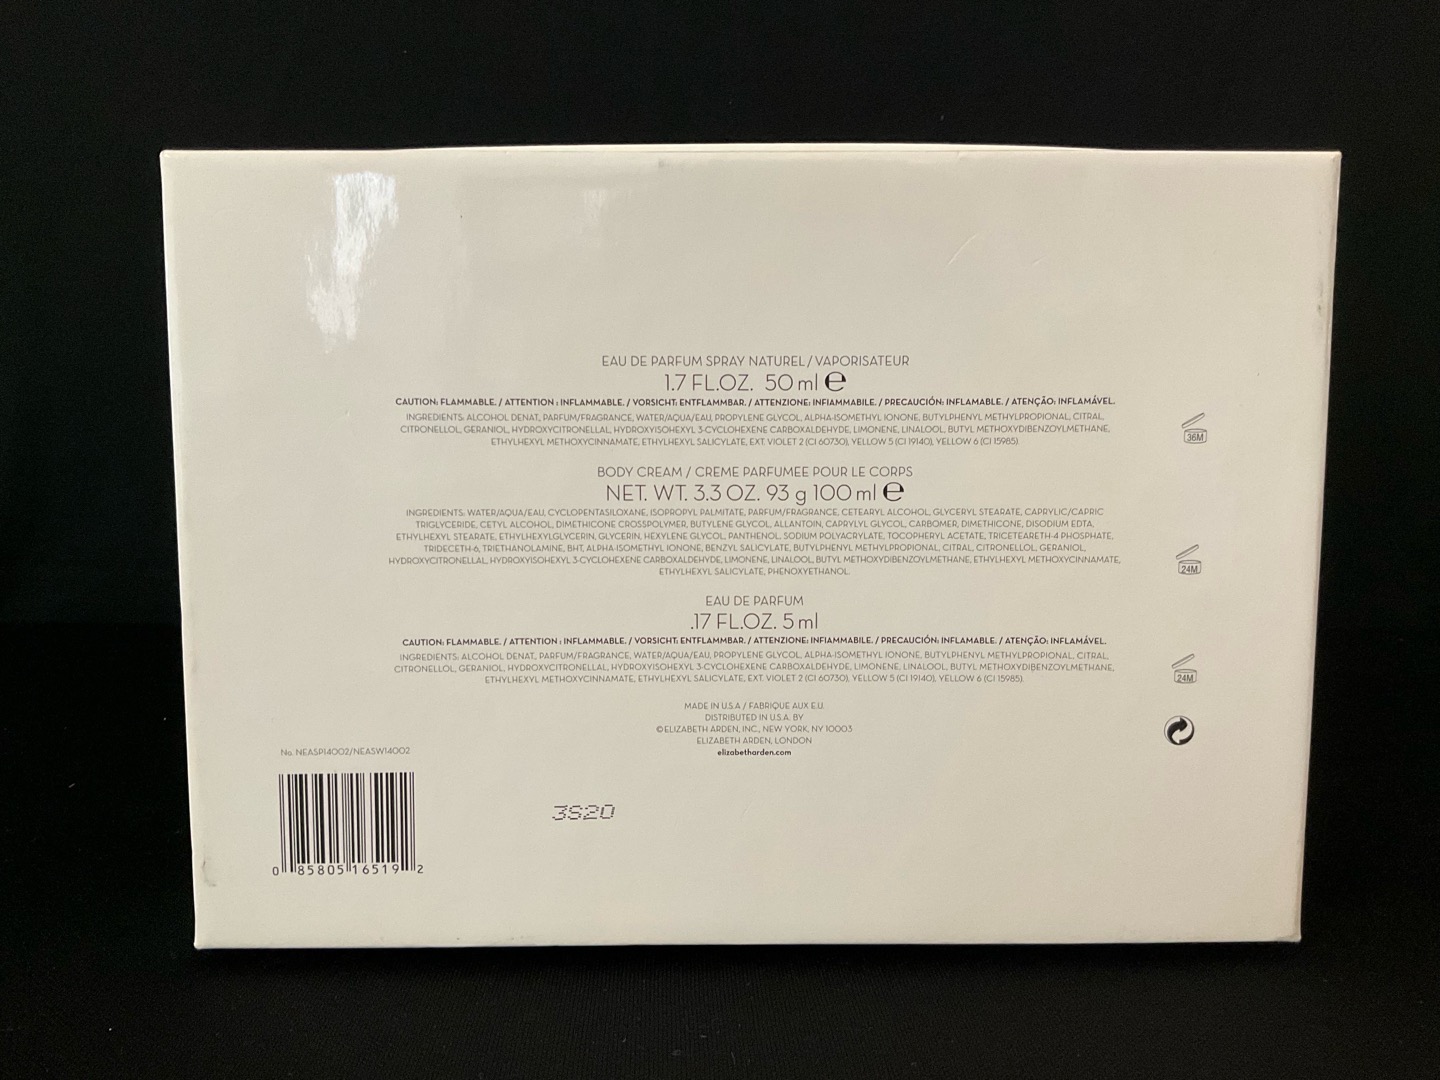 EAU DE PARFUM SPRAY NATUREL / VAPORISATEUR
1.7 FL.OZ. 50 ml ℮
CAUTION: FLAMMABLE. / ATTENTION : INFLAMMABLE. / VORSICHT: ENTFLAMMBAR. / ATTENZIONE: INFIAMMABILE. / PRECAUCIÓN: INFLAMABLE. / ATENÇÃO: INFLAMÁVEL.
INGREDIENTS: ALCOHOL DENAT., PARFUM/FRAGRANCE, WATER/AQUA/EAU, PROPYLENE GLYCOL, ALPHA-ISOMETHYL IONONE, BUTYLPHENYL METHYLPROPIONAL, CITRAL,
CITRONELLOL, GERANIOL, HYDROXYCITRONELLAL, HYDROXYISOHEXYL 3-CYCLOHEXENE CARBOXALDEHYDE, LIMONENE, LINALOOL, BUTYL METHOXYDIBENZOYLMETHANE,
ETHYLHEXYL METHOXYCINNAMATE, ETHYLHEXYL SALICYLATE, EXT. VIOLET 2 (CI 60730), YELLOW 5 (CI 19140), YELLOW 6 (CI 15985).
36M
BODY CREAM / CREME PARFUMEE POUR LE CORPS
NET. WT. 3.3 OZ. 93 g 100 ml ℮
INGREDIENTS: WATER/AQUA/EAU, CYCLOPENTASILOXANE, ISOPROPYL PALMITATE, PARFUM/FRAGRANCE, CETEARYL ALCOHOL, GLYCERYL STEARATE, CAPRYLIC/CAPRIC
TRIGLYCERIDE, CETYL ALCOHOL, DIMETHICONE CROSSPOLYMER, BUTYLENE GLYCOL, ALLANTOIN, CAPRYLYL GLYCOL, CARBOMER, DIMETHICONE, DISODIUM EDTA,
ETHYLHEXYL STEARATE, ETHYLHEXYLGLYCERIN, GLYCERIN, HEXYLENE GLYCOL, PANTHENOL, SODIUM POLYACRYLATE, TOCOPHERYL ACETATE, TRICETEARETH-4 PHOSPHATE,
TRIDECETH-6, TRIETHANOLAMINE, BHT, ALPHA-ISOMETHYL IONONE, BENZYL SALICYLATE, BUTYLPHENYL METHYLPROPIONAL, CITRAL, CITRONELLOL, GERANIOL,
HYDROXYCITRONELLAL, HYDROXYISOHEXYL 3-CYCLOHEXENE CARBOXALDEHYDE, LIMONENE, LINALOOL, BUTYL METHOXYDIBENZOYLMETHANE, ETHYLHEXYL METHOXYCINNAMATE,
ETHYLHEXYL SALICYLATE, PHENOXYETHANOL.
24M
EAU DE PARFUM
.17 FL.OZ. 5 ml
CAUTION: FLAMMABLE. / ATTENTION : INFLAMMABLE. / VORSICHT: ENTFLAMMBAR. / ATTENZIONE: INFIAMMABILE. / PRECAUCIÓN: INFLAMABLE. / ATENÇÃO: INFLAMÁVEL.
INGREDIENTS: ALCOHOL DENAT., PARFUM/FRAGRANCE, WATER/AQUA/EAU, PROPYLENE GLYCOL, ALPHA-ISOMETHYL IONONE, BUTYLPHENYL METHYLPROPIONAL, CITRAL,
CITRONELLOL, GERANIOL, HYDROXYCITRONELLAL, HYDROXYISOHEXYL 3-CYCLOHEXENE CARBOXALDEHYDE, LIMONENE, LINALOOL, BUTYL METHOXYDIBENZOYLMETHANE,
ETHYLHEXYL METHOXYCINNAMATE, ETHYLHEXYL SALICYLATE, EXT. VIOLET 2 (CI 60730), YELLOW 5 (CI 19140), YELLOW 6 (CI 15985).
24M
MADE IN U.S.A / FABRIQUE AUX E.U.
DISTRIBUTED IN U.S.A. BY
© ELIZABETH ARDEN, INC., NEW YORK, NY 10003
ELIZABETH ARDEN, LONDON
elizabetharden.com
No. NEASP14002/NEASW14002
3S20
0 85805 16519 2